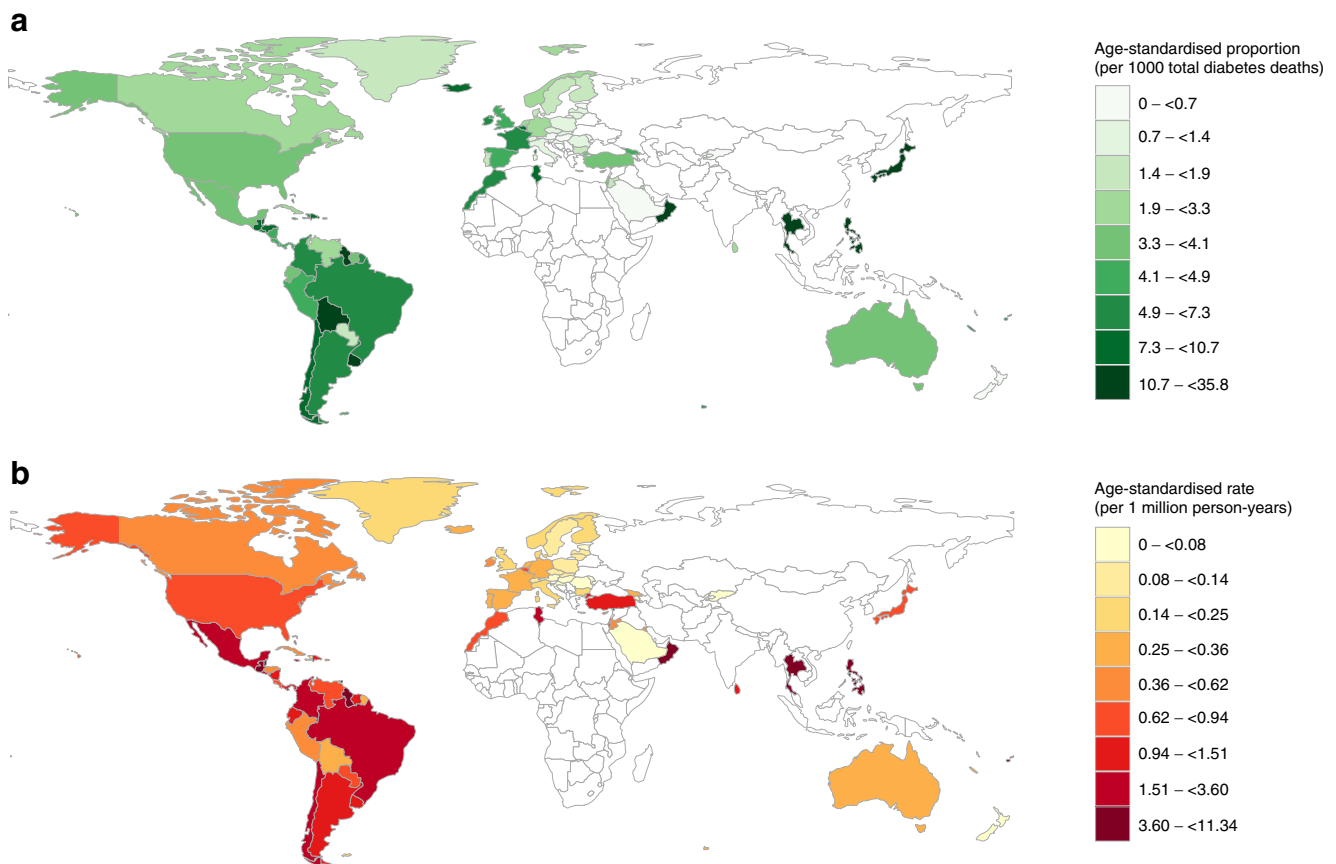 a
Age-standardised proportion
(per 1000 total diabetes deaths)
0 – <0.7
0.7 – <1.4
1.4 – <1.9
1.9 – <3.3
3.3 – <4.1
4.1 – <4.9
4.9 – <7.3
7.3 – <10.7
10.7 – <35.8
b
Age-standardised rate
(per 1 million person-years)
0 – <0.08
0.08 – <0.14
0.14 – <0.25
0.25 – <0.36
0.36 – <0.62
0.62 – <0.94
0.94 – <1.51
1.51 – <3.60
3.60 – <11.34